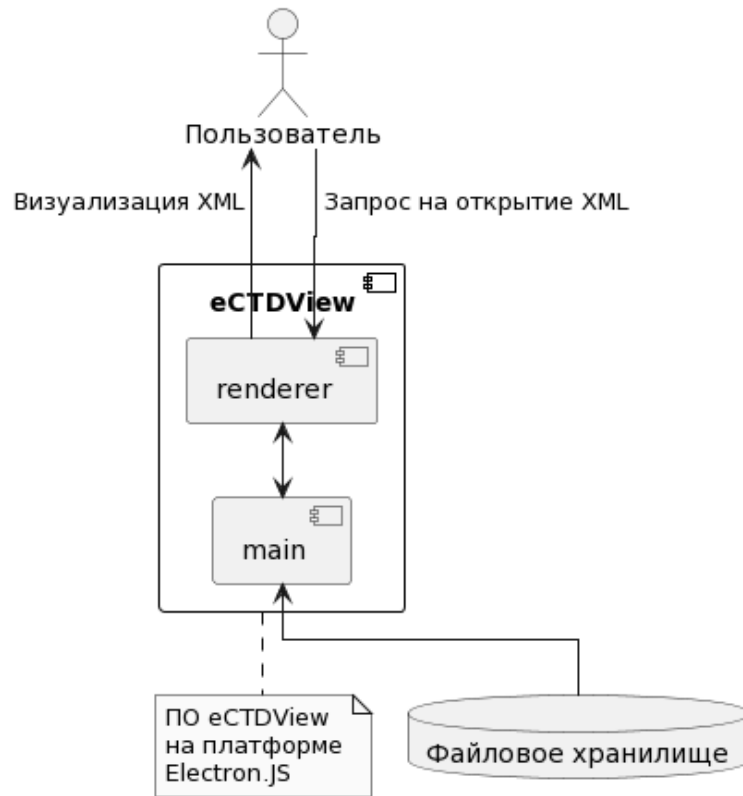 Пользователь
Визуализация XML
Запрос на открытие XML
eCTDView
renderer
main
ПО eCTDView
на платформе
Electron.JS
Файловое хранилище